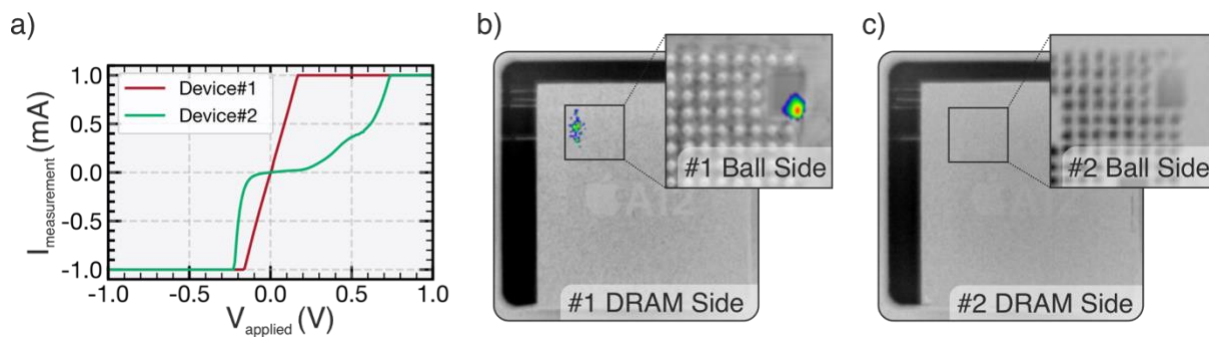 a)
I measurement (mA)
1.0
0.5
0.0
-0.5
-1.0
Device#1
Device#2
-1.0 -0.5 0.0 0.5 1.0
V applied (V)
b)
A12
#1 Ball Side
#1 DRAM Side
c)
A12
#2 Ball Side
#2 DRAM Side